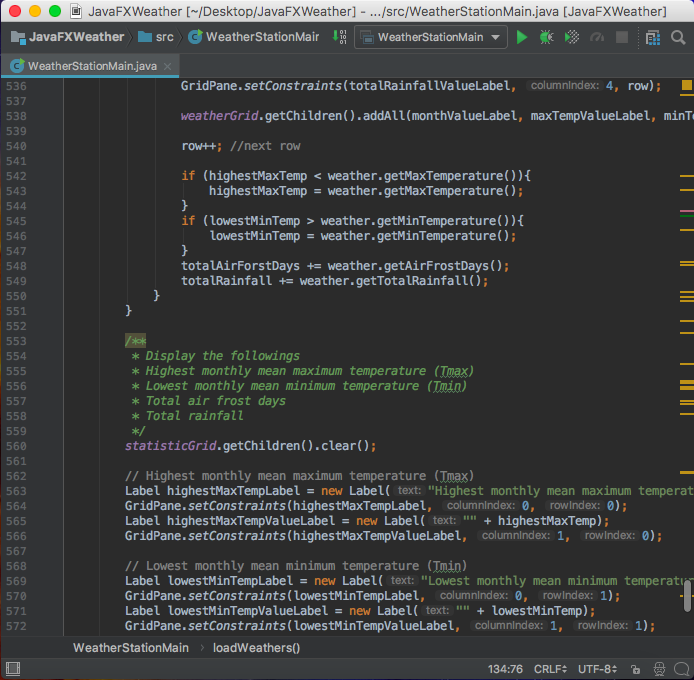 JavaFXWeather [~/Desktop/JavaFXWeather] - .../src/WeatherStationMain.java [JavaFXWeather]
JavaFXWeather src WeatherStationMain WeatherStationMain
WeatherStationMain.java
536 GridPane.setConstraints(totalRainfallValueLabel, columnIndex: 4, row);
537
538 weatherGrid.getChildren().addAll(monthValueLabel, maxTempValueLabel, minTe
539
540 row++; //next row
541
542 if (highestMaxTemp < weather.getMaxTemperature()){
543 highestMaxTemp = weather.getMaxTemperature();
544 }
545 if (lowestMinTemp > weather.getMinTemperature()){
546 lowestMinTemp = weather.getMinTemperature();
547 }
548 totalAirForstDays += weather.getAirFrostDays();
549 totalRainfall += weather.getTotalRainfall();
550 }
551 }
552
553 /**
554 * Display the followings
555 * Highest monthly mean maximum temperature (Tmax)
556 * Lowest monthly mean minimum temperature (Tmin)
557 * Total air frost days
558 * Total rainfall
559 */
560 statisticGrid.getChildren().clear();
561
562 // Highest monthly mean maximum temperature (Tmax)
563 Label highestMaxTempLabel = new Label( text: "Highest monthly mean maximum temperat
564 GridPane.setConstraints(highestMaxTempLabel, columnIndex: 0, rowIndex: 0);
565 Label highestMaxTempValueLabel = new Label( text: "" + highestMaxTemp);
566 GridPane.setConstraints(highestMaxTempValueLabel, columnIndex: 1, rowIndex: 0);
567
568 // Lowest monthly mean minimum temperature (Tmin)
569 Label lowestMinTempLabel = new Label( text: "Lowest monthly mean minimum temperatu
570 GridPane.setConstraints(lowestMinTempLabel, columnIndex: 0, rowIndex: 1);
571 Label lowestMinTempValueLabel = new Label( text: "" + lowestMinTemp);
572 GridPane.setConstraints(lowestMinTempValueLabel, columnIndex: 1, rowIndex: 1);
WeatherStationMain › loadWeathers()
134:76 CRLF UTF-8